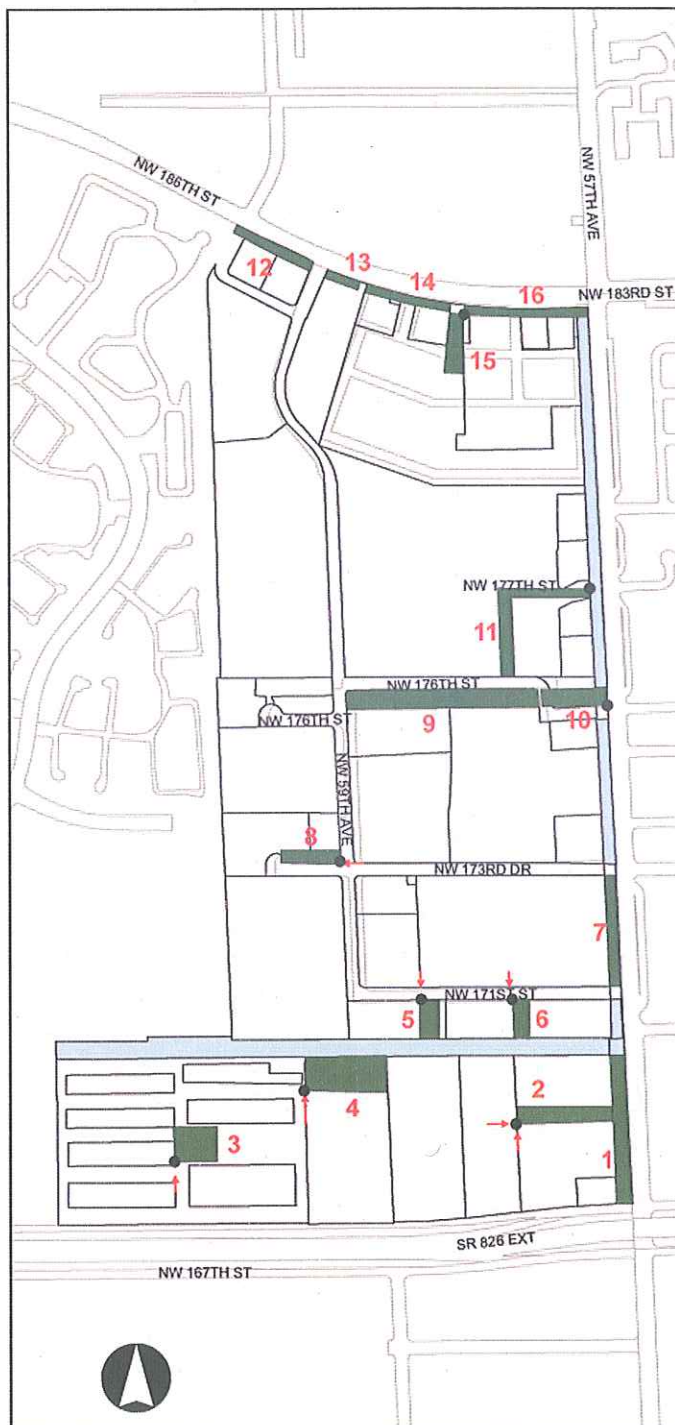 NW 186TH ST
NW 57TH AVE
12
13
14
16
NW 183RD ST
15
NW 177TH ST
11
NW 176TH ST
NW 176TH ST
9
10
NW 59TH AVE
8
NW 173RD DR
7
NW 171ST ST
5
6
2
4
3
1
SR 826 EXT
NW 167TH ST